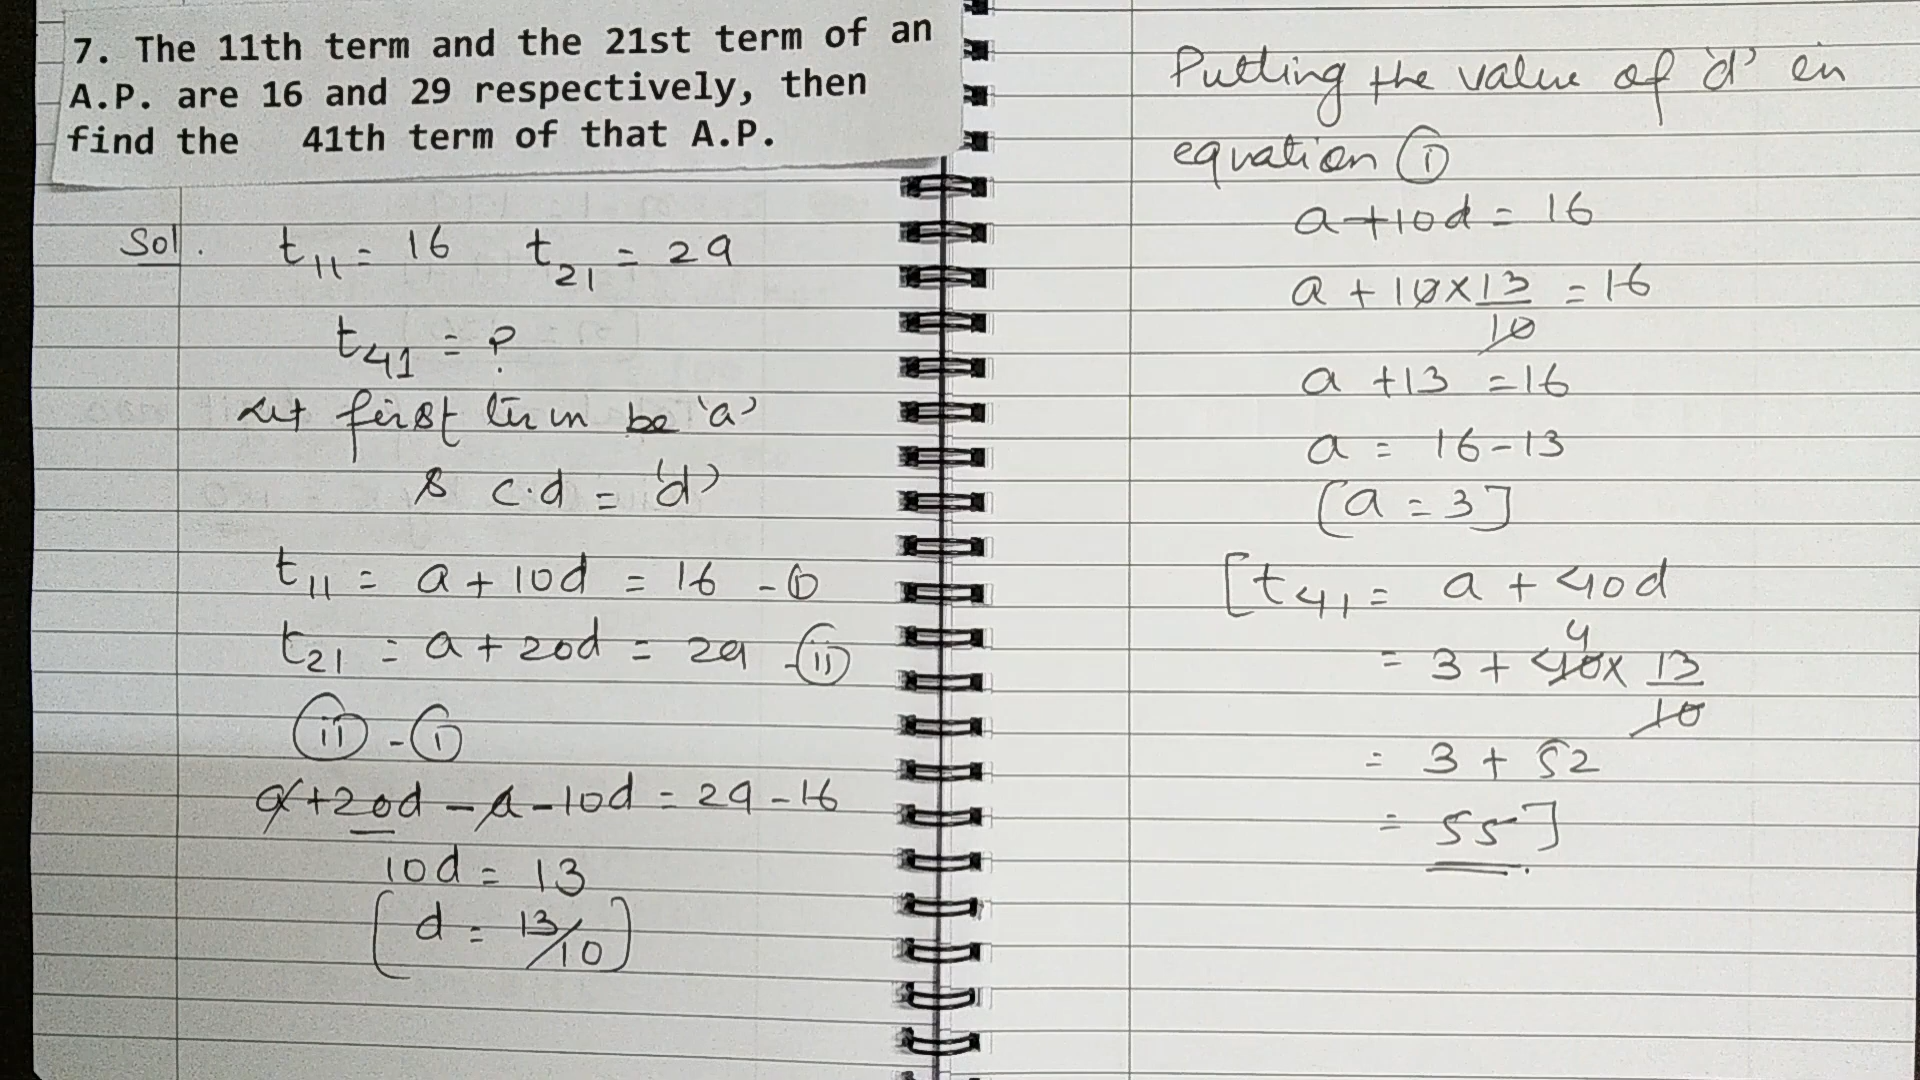 7. The 11th term and the 21st term of an
A.P. are 16 and 29 respectively, then
find the 41th term of that A.P.
Sol. t₁₁ = 16 t₂₁ = 29
t₄₁ = ?
Let first term be 'a'
& c.d = 'd'
t₁₁ = a + 10d = 16 - ⓘ
t₂₁ = a + 20d = 29 - ⓘⓘ
ⓘⓘ - ⓘ
a + 20d - a - 10d = 29 - 16
10d = 13
[d = 13/10]
Putting the value of 'd' in
equation ⓘ
a + 10d = 16
a + 10 × 13/10 = 16
a + 13 = 16
a = 16 - 13
[a = 3]
[t₄₁ = a + 40d
4
= 3 + 40 × 13/10
= 3 + 52
= 55]